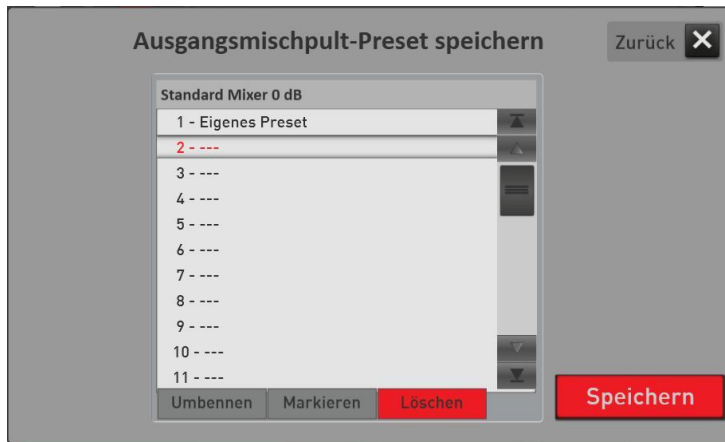 Ausgangsmischpult-Preset speichern
Zurück
Standard Mixer 0 dB
1 - Eigenes Preset
2 - ---
3 - ---
4 - ---
5 - ---
6 - ---
7 - ---
8 - ---
9 - ---
10 - ---
11 - ---
Umbennen Markieren Löschen
Speichern